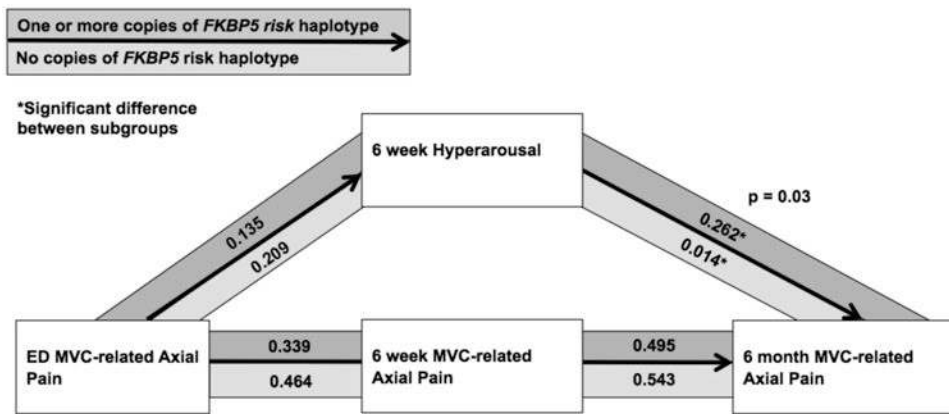 One or more copies of FKBP5 risk haplotype
No copies of FKBP5 risk haplotype
*Significant difference
between subgroups
6 week Hyperarousal
p = 0.03
0.135
0.209
0.262*
0.014*
ED MVC-related Axial
Pain
0.339
0.464
6 week MVC-related
Axial Pain
0.495
0.543
6 month MVC-related
Axial Pain